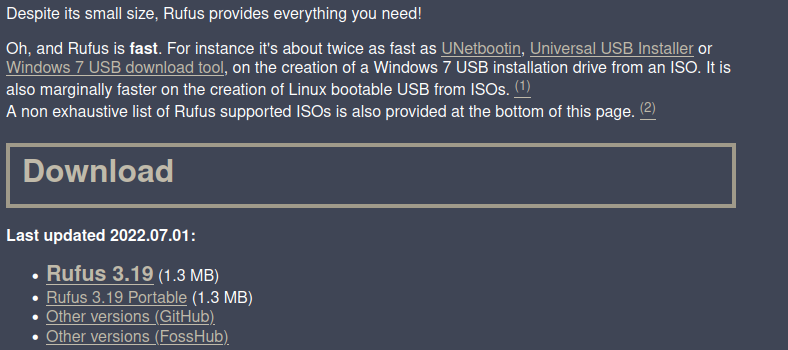 Despite its small size, Rufus provides everything you need!
Oh, and Rufus is fast. For instance it's about twice as fast as UNetbootin, Universal USB Installer or
Windows 7 USB download tool, on the creation of a Windows 7 USB installation drive from an ISO. It is
also marginally faster on the creation of Linux bootable USB from ISOs. (1)
A non exhaustive list of Rufus supported ISOs is also provided at the bottom of this page. (2)
Download
Last updated 2022.07.01:
• Rufus 3.19 (1.3 MB)
• Rufus 3.19 Portable (1.3 MB)
• Other versions (GitHub)
• Other versions (FossHub)